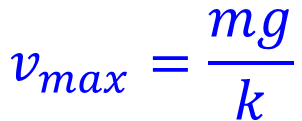 v_max = mg/k